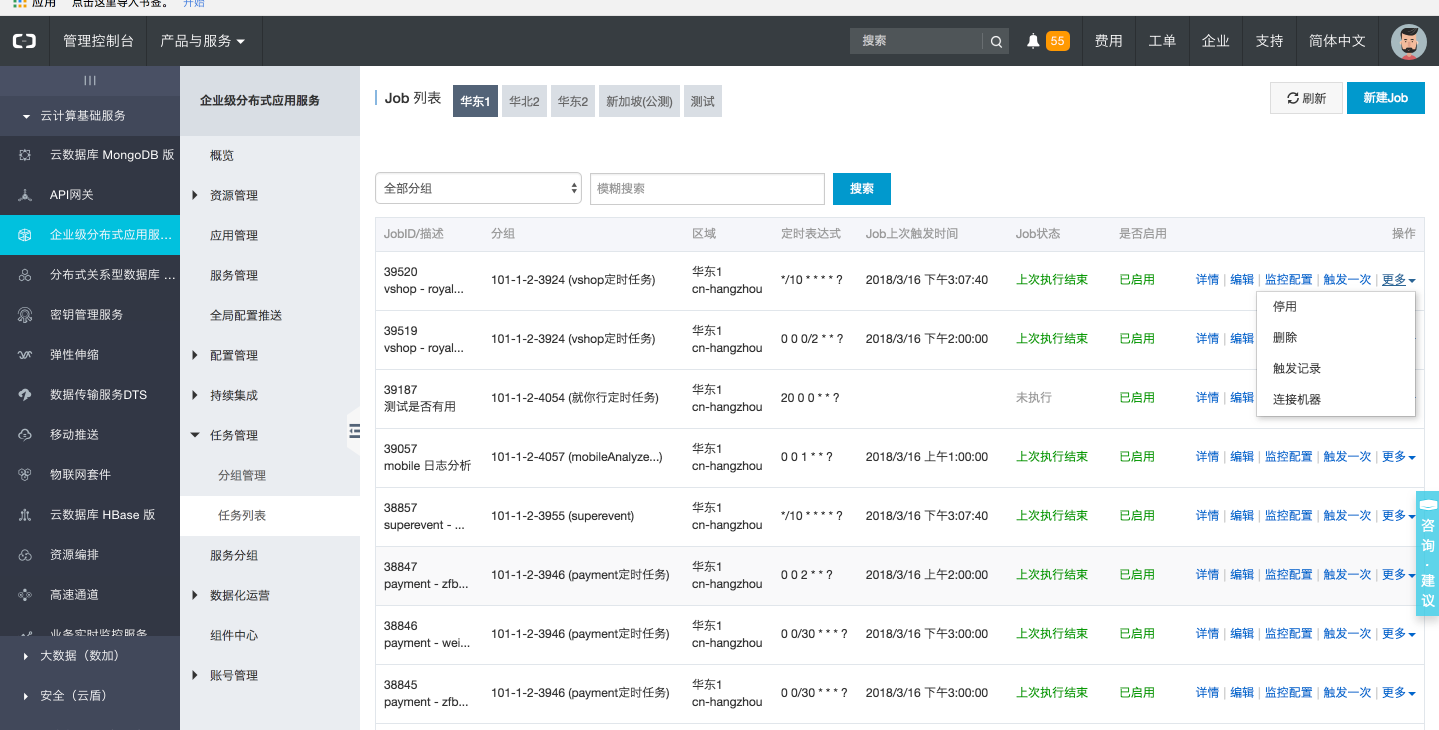 应用
点击这里导入书签。 开始
管理控制台
产品与服务
搜索
55
费用
工单
企业
支持
简体中文
云计算基础服务
云数据库 MongoDB 版
API网关
企业级分布式应用服...
分布式关系型数据库 ...
密钥管理服务
弹性伸缩
数据传输服务DTS
移动推送
物联网套件
云数据库 HBase 版
资源编排
高速通道
业务实时监控服务
大数据（数加）
安全（云盾）
企业级分布式应用服务
概览
资源管理
应用管理
服务管理
全局配置推送
配置管理
持续集成
任务管理
分组管理
任务列表
服务分组
数据化运营
组件中心
账号管理
Job 列表 华东1 华北2 华东2 新加坡(公测) 测试
刷新 新建Job
全部分组 模糊搜索 搜索
JobID/描述 分组 区域 定时表达式 Job上次触发时间 Job状态 是否启用 操作
39520 华东1
vshop - royal... 101-1-2-3924 (vshop定时任务) cn-hangzhou */10 * * * * ? 2018/3/16 下午3:07:40 上次执行结束 已启用 详情 | 编辑 | 监控配置 | 触发一次 | 更多
停用
删除
触发记录
连接机器
39519 华东1
vshop - royal... 101-1-2-3924 (vshop定时任务) cn-hangzhou 0 0 0/2 * * ? 2018/3/16 下午2:00:00 上次执行结束 已启用 详情 | 编辑
39187 华东1
测试是否有用 101-1-2-4054 (就你行定时任务) cn-hangzhou 20 0 0 * * ? 未执行 已启用 详情 | 编辑
39057 华东1
mobile 日志分析 101-1-2-4057 (mobileAnalyze...) cn-hangzhou 0 0 1 * * ? 2018/3/16 上午1:00:00 上次执行结束 已启用 详情 | 编辑 | 监控配置 | 触发一次 | 更多
38857 华东1
superevent - ... 101-1-2-3955 (superevent) cn-hangzhou */10 * * * * ? 2018/3/16 下午3:07:40 上次执行结束 已启用 详情 | 编辑 | 监控配置 | 触发一次 | 更多
38847 华东1
payment - zfb... 101-1-2-3946 (payment定时任务) cn-hangzhou 0 0 2 * * ? 2018/3/16 上午2:00:00 上次执行结束 已启用 详情 | 编辑 | 监控配置 | 触发一次 | 更多
38846 华东1
payment - wei... 101-1-2-3946 (payment定时任务) cn-hangzhou 0 0/30 * * * ? 2018/3/16 下午3:00:00 上次执行结束 已启用 详情 | 编辑 | 监控配置 | 触发一次 | 更多
38845 华东1
payment - zfb... 101-1-2-3946 (payment定时任务) cn-hangzhou 0 0/30 * * * ? 2018/3/16 下午3:00:00 上次执行结束 已启用 详情 | 编辑 | 监控配置 | 触发一次 | 更多
咨询·建议